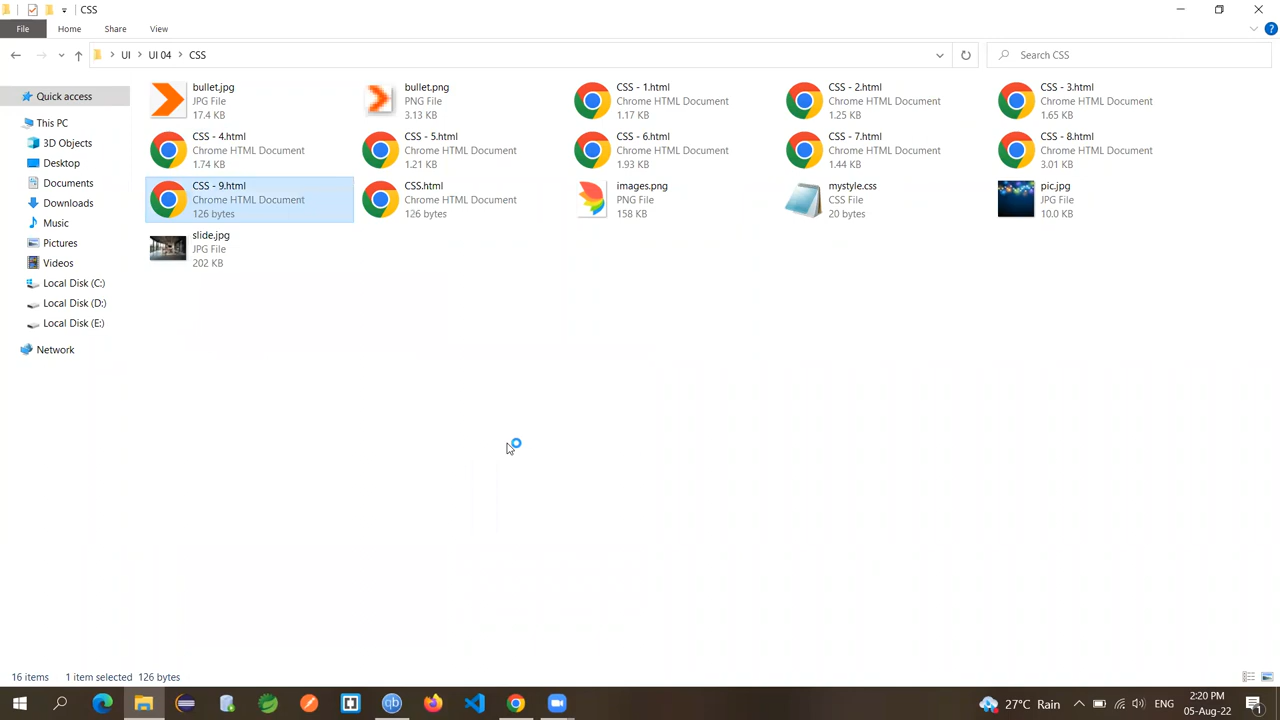 CSS
File
Home
Share
View
UI
UI 04
CSS
Search CSS
Quick access
This PC
3D Objects
Desktop
Documents
Downloads
Music
Pictures
Videos
Local Disk (C:)
Local Disk (D:)
Local Disk (E:)
Network
bullet.jpg
JPG File
17.4 KB
bullet.png
PNG File
3.13 KB
CSS - 1.html
Chrome HTML Document
1.17 KB
CSS - 2.html
Chrome HTML Document
1.25 KB
CSS - 3.html
Chrome HTML Document
1.65 KB
CSS - 4.html
Chrome HTML Document
1.74 KB
CSS - 5.html
Chrome HTML Document
1.21 KB
CSS - 6.html
Chrome HTML Document
1.93 KB
CSS - 7.html
Chrome HTML Document
1.44 KB
CSS - 8.html
Chrome HTML Document
3.01 KB
CSS - 9.html
Chrome HTML Document
126 bytes
CSS.html
Chrome HTML Document
126 bytes
images.png
PNG File
158 KB
mystyle.css
CSS File
20 bytes
pic.jpg
JPG File
10.0 KB
slide.jpg
JPG File
202 KB
16 items
1 item selected
126 bytes
qb
27°C
Rain
ENG
2:20 PM
05-Aug-22
1